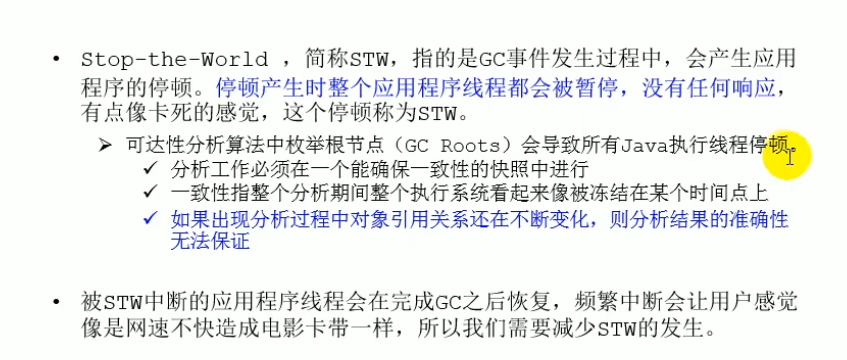 • Stop-the-World ，简称STW，指的是GC事件发生过程中，会产生应用
程序的停顿。停顿产生时整个应用程序线程都会被暂停，没有任何响应，
有点像卡死的感觉，这个停顿称为STW。
➢ 可达性分析算法中枚举根节点（GC Roots）会导致所有Java执行线程停顿。
✓ 分析工作必须在一个能确保一致性的快照中进行
✓ 一致性指整个分析期间整个执行系统看起来像被冻结在某个时间点上
✓ 如果出现分析过程中对象引用关系还在不断变化，则分析结果的准确性
无法保证
• 被STW中断的应用程序线程会在完成GC之后恢复，频繁中断会让用户感觉
像是网速不快造成电影卡带一样，所以我们需要减少STW的发生。